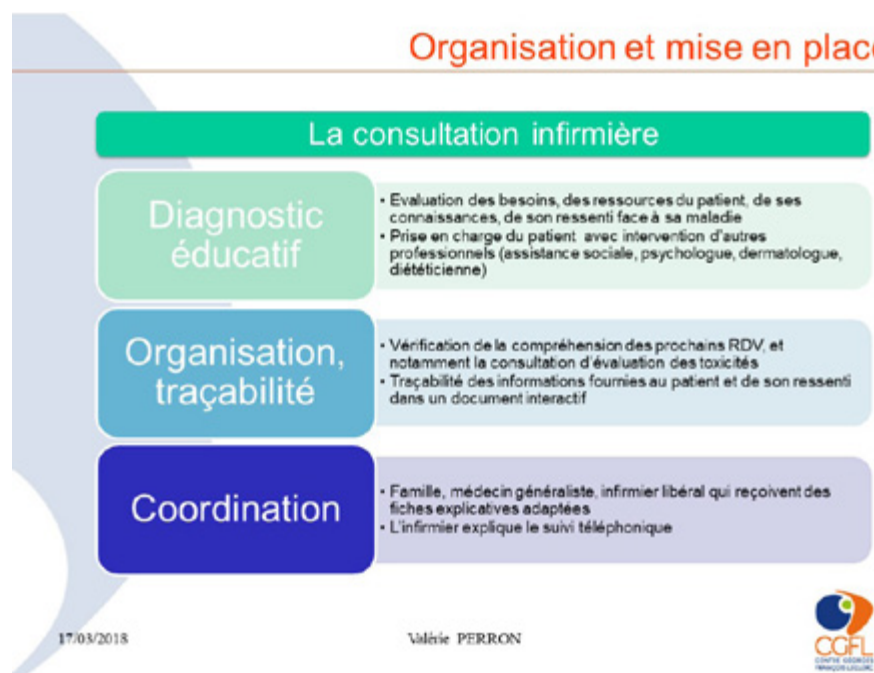 Organisation et mise en plac
La consultation infirmière
Diagnostic
éducatif
• Evaluation des besoins, des ressources du patient, de ses
connaissances, de son ressenti face à sa maladie
• Prise en charge du patient avec intervention d'autres
professionnels (assistance sociale, psychologue, dermatologue,
diététicienne)
Organisation,
traçabilité
• Vérification de la compréhension des prochains RDV, et
notamment la consultation d'évaluation des toxicités
• Traçabilité des informations fournies au patient et de son ressenti
dans un document interactif
Coordination
• Famille, médecin généraliste, infirmier libéral qui reçoivent des
fiches explicatives adaptées
• L'infirmier explique le suivi téléphonique
17/03/2018
Valérie PERRON
CGFL
CENTRE GEORGES
FRANÇOIS LECLERC